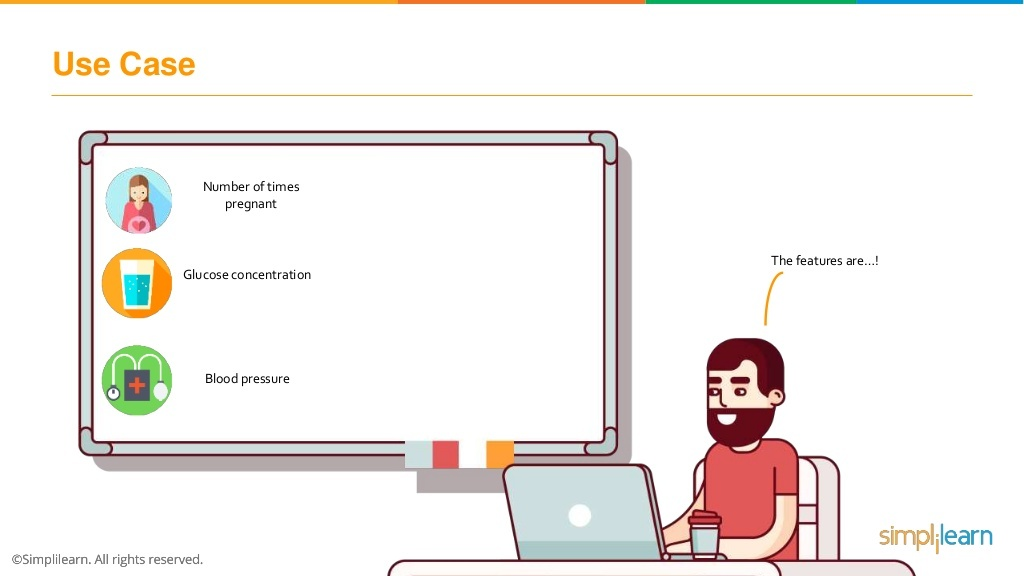 Use Case
Number of times
pregnant
Glucose concentration
Blood pressure
The features are...!
simplilearn
©Simplilearn. All rights reserved.